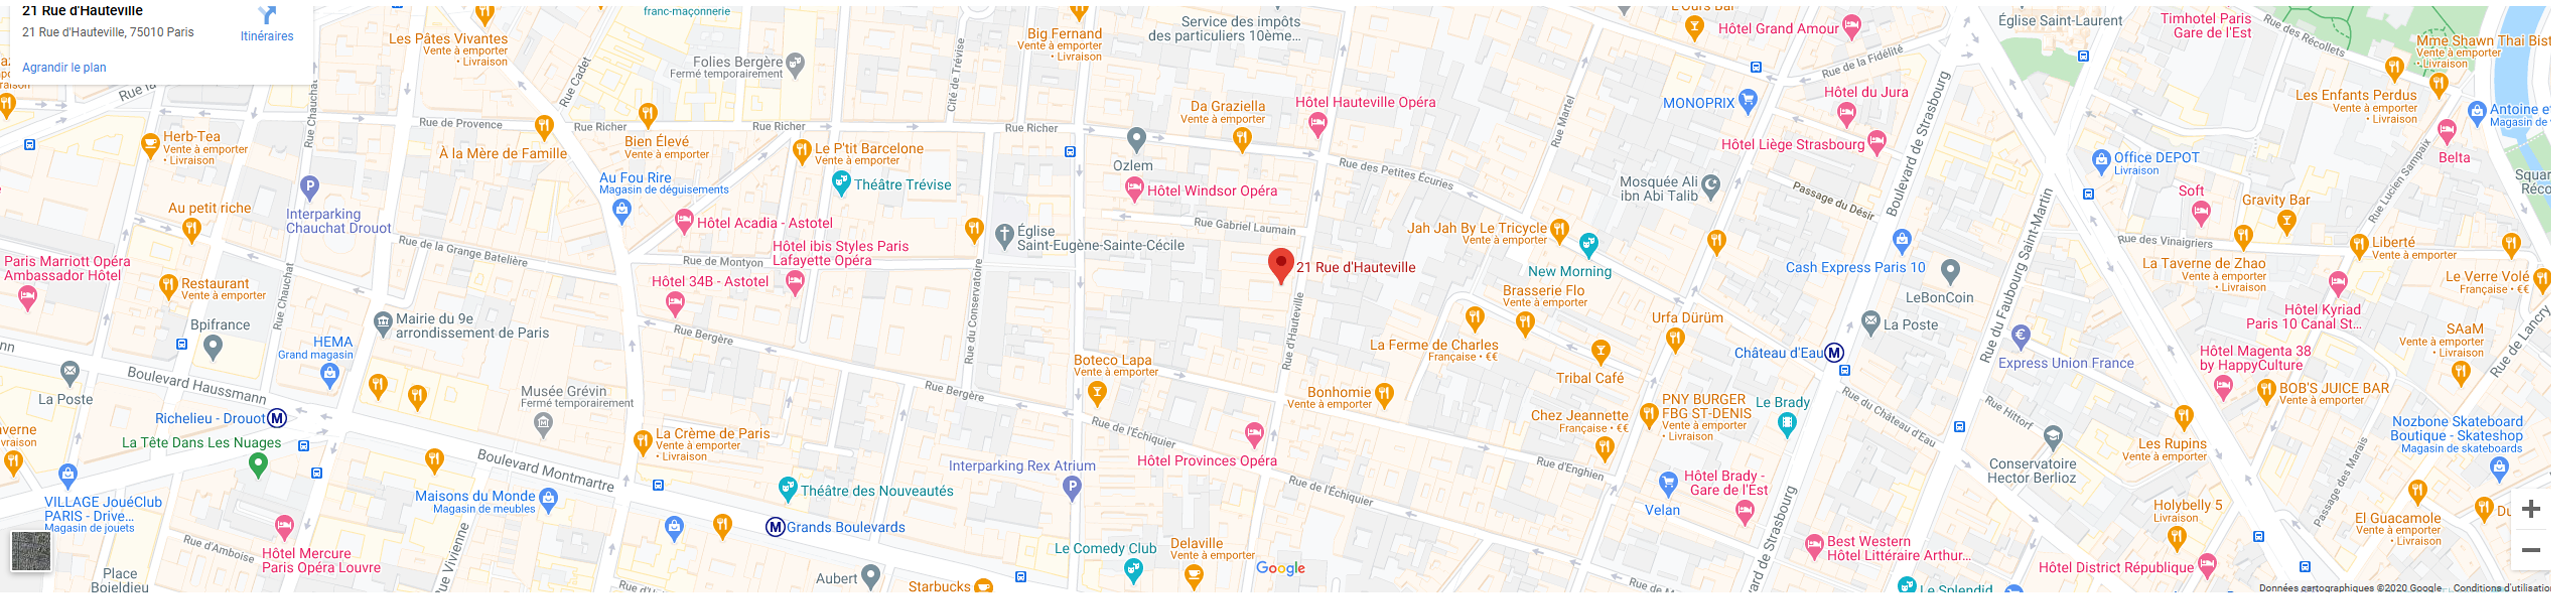 21 Rue d'Hauteville
21 Rue d'Hauteville, 75010 Paris
Itinéraires
Agrandir le plan
franc-maçonnerie
Les Pâtes Vivantes
Vente à emporter
• Livraison
Rue Cadet
Folies Bergère
Fermé temporairement
Cité de Trévise
Big Fernand
Vente à emporter
• Livraison
Service des impôts
des particuliers 10ème...
L'Ours Bar
Hôtel Grand Amour
Rue de la Fidélité
Église Saint-Laurent
Timhotel Paris
Gare de l'Est
Rue des Récollets
Mme Shawn Thai Bist
Vente à emporter
• Livraison
Rue Chauchat
Rue de Provence
Herb-Tea
Vente à emporter
• Livraison
À la Mère de Famille
Rue Richer
Bien Élevé
Vente à emporter
Rue Richer
Le P'tit Barcelone
Vente à emporter
Théâtre Trévise
Rue Richer
Da Graziella
Vente à emporter
Hôtel Hauteville Opéra
Ozlem
Hôtel Windsor Opéra
Rue des Petites Écuries
Rue Martel
MONOPRIX
Hôtel du Jura
Hôtel Liège Strasbourg
Boulevard de Strasbourg
Mosquée Ali
ibn Abi Talib
Passage du Désir
Office DEPOT
Livraison
Les Enfants Perdus
Vente à emporter
• Livraison
Antoine et
Magasin de
Belta
Rue Lucien Sampaix
Squar
Réco
Soft
Gravity Bar
Au Fou Rire
Magasin de déguisements
Interparking
Chauchat Drouot
Au petit riche
Hôtel Acadia - Astotel
Église
Saint-Eugène-Sainte-Cécile
Rue Gabriel Laumain
Jah Jah By Le Tricycle
Vente à emporter
New Morning
Rue du Faubourg Saint-Martin
Rue des Vinaigriers
Liberté
Vente à emporter
Rue de la Grange Batelière
Rue de Montyon
Hôtel ibis Styles Paris
Lafayette Opéra
Hôtel 34B - Astotel
Paris Marriott Opéra
Ambassador Hôtel
Restaurant
Vente à emporter
21 Rue d'Hauteville
Cash Express Paris 10
LeBonCoin
La Taverne de Zhao
Vente à emporter
• Livraison
Le Verre Volé
Française • €€
Brasserie Flo
Vente à emporter
Rue Chauchat
Bpifrance
Mairie du 9e
arrondissement de Paris
Rue Bergère
Rue du Conservatoire
Rue d'Hauteville
La Ferme de Charles
Française • €€
Urfa Dürüm
La Poste
Hôtel Kyriad
Paris 10 Canal St...
Express Union France
SAaM
Vente à emporter
• Livraison
Rue de Lancry
HEMA
Grand magasin
Boteco Lapa
Vente à emporter
Tribal Café
Château d'Eau
Hôtel Magenta 38
by HappyCulture
Boulevard Haussmann
La Poste
Musée Grévin
Fermé temporairement
Rue Bergère
Bonhomie
Vente à emporter
PNY BURGER
FBG ST-DENIS
Vente à emporter
• Livraison
Le Brady
Rue du Château d'Eau
Rue Hittorf
BOB'S JUICE BAR
Vente à emporter
Richelieu - Drouot
La Tête Dans Les Nuages
La Crème de Paris
Vente à emporter
• Livraison
Rue de l'Échiquier
Chez Jeannette
Française • €€
Les Rupins
Vente à emporter
Nozbone Skateboard
Boutique - Skateshop
Magasin de skateboards
Boulevard Montmartre
Interparking Rex Atrium
Hôtel Provinces Opéra
Rue d'Enghien
Conservatoire
Hector Berlioz
Passage des Marais
VILLAGE JouéClub
PARIS - Drive...
Magasin de jouets
Maisons du Monde
Magasin de meubles
Théâtre des Nouveautés
Rue de l'Échiquier
Hôtel Brady -
Gare de l'Est
Velan
Holybelly 5
Livraison
El Guacamole
Vente à emporter
• Livraison
Grands Boulevards
Rue d'Amboise
Hôtel Mercure
Paris Opéra Louvre
Rue Vivienne
Place
Boieldieu
Aubert
Starbucks
Le Comedy Club
Delaville
Vente à emporter
Google
Best Western
Hôtel Littéraire Arthur...
Hôtel District République
Le Splendid
Données cartographiques ©2020 Google
Conditions d'utilisation